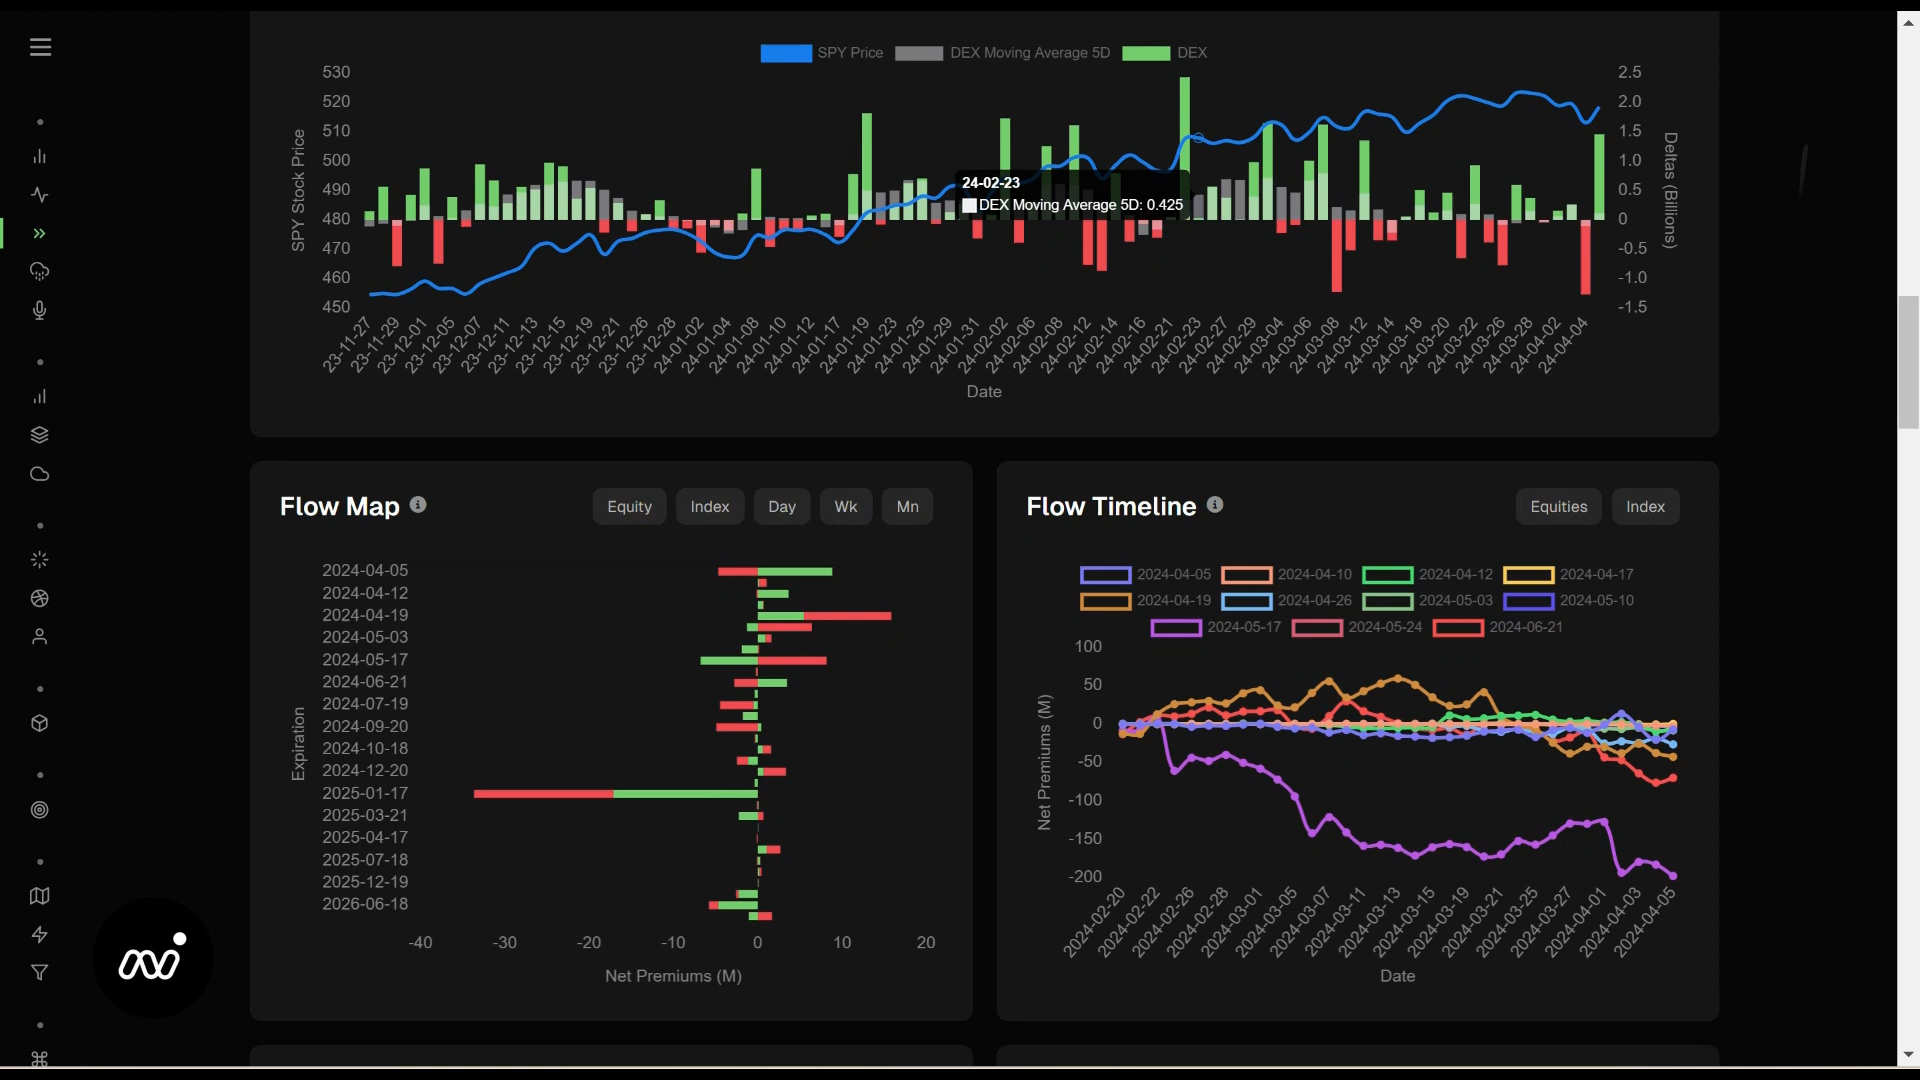 SPY Price DEX Moving Average 5D DEX
530
520
510
500
490
480
470
460
450
SPY Stock Price
2.5
2.0
1.5
1.0
0.5
0
-0.5
-1.0
-1.5
Deltas (Billions)
24-02-23
DEX Moving Average 5D: 0.425
23-11-27 23-11-29 23-12-01 23-12-05 23-12-07 23-12-11 23-12-13 23-12-15 23-12-19 23-12-21 23-12-26 23-12-28 24-01-02 24-01-04 24-01-08 24-01-10 24-01-12 24-01-17 24-01-19 24-01-23 24-01-25 24-01-29 24-01-31 24-02-02 24-02-06 24-02-08 24-02-12 24-02-14 24-02-16 24-02-21 24-02-23 24-02-27 24-02-29 24-03-04 24-03-06 24-03-08 24-03-12 24-03-14 24-03-18 24-03-20 24-03-22 24-03-26 24-03-28 24-04-02 24-04-04
Date
Flow Map
Equity Index Day Wk Mn
2024-04-05
2024-04-12
2024-04-19
2024-05-03
2024-05-17
2024-06-21
2024-07-19
2024-09-20
2024-10-18
2024-12-20
2025-01-17
2025-03-21
2025-04-17
2025-07-18
2025-12-19
2026-06-18
Expiration
-40 -30 -20 -10 0 10 20
Net Premiums (M)
Flow Timeline
Equities Index
2024-04-05 2024-04-10 2024-04-12 2024-04-17
2024-04-19 2024-04-26 2024-05-03 2024-05-10
2024-05-17 2024-05-24 2024-06-21
100
50
0
-50
-100
-150
-200
Net Premiums (M)
2024-02-20 2024-02-22 2024-02-26 2024-02-28 2024-03-01 2024-03-05 2024-03-07 2024-03-11 2024-03-13 2024-03-15 2024-03-19 2024-03-21 2024-03-25 2024-03-27 2024-04-01 2024-04-03 2024-04-05
Date